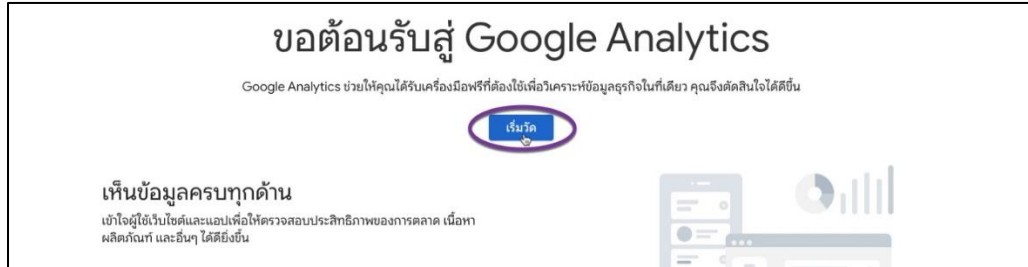 ขอต้อนรับสู่ Google Analytics
Google Analytics ช่วยให้คุณได้รับเครื่องมือฟรีที่ต้องใช้เพื่อวิเคราะห์ข้อมูลธุรกิจในที่เดียว คุณจึงตัดสินใจได้ดีขึ้น
เริ่มวัด
เห็นข้อมูลครบทุกด้าน
เข้าใจผู้ใช้เว็บไซต์และแอปเพื่อให้ตรวจสอบประสิทธิภาพของการตลาด เนื้อหา
ผลิตภัณฑ์ และอื่นๆ ได้ดียิ่งขึ้น